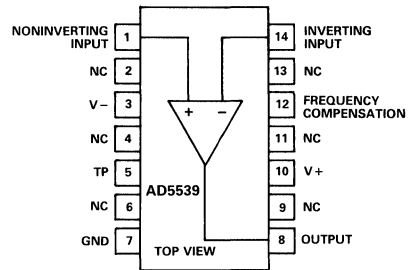 NONINVERTING
INPUT 1
14 INVERTING
INPUT
NC 2
13 NC
V− 3
12 FREQUENCY
COMPENSATION
+ −
NC 4
11 NC
TP 5
10 V+
AD5539
NC 6
9 NC
GND 7
8 OUTPUT
TOP VIEW